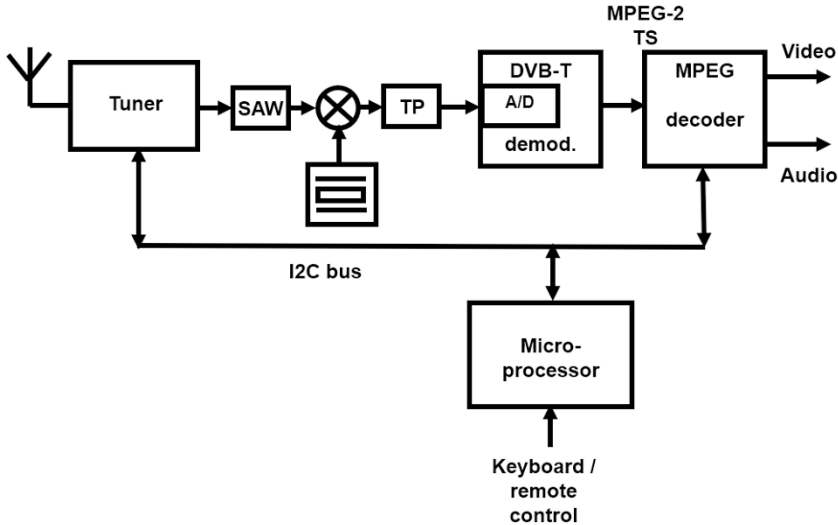 MPEG-2
TS
Video
Tuner
SAW
TP
DVB-T
A/D
demod.
MPEG
decoder
Audio
I2C bus
Micro-
processor
Keyboard /
remote
control